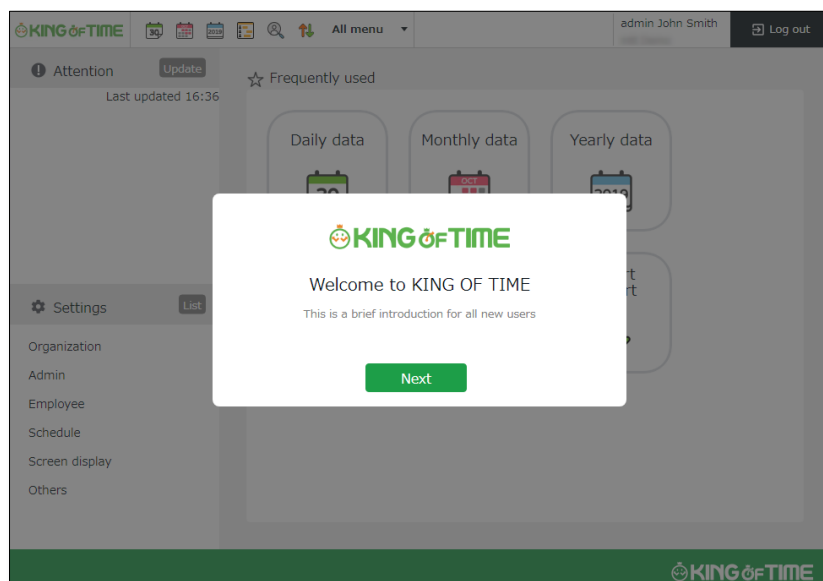 KING OF TIME
30
2019
All menu
admin John Smith
Log out
Attention
Update
Last updated 16:36
Frequently used
Daily data
Monthly data
Yearly data
OCT
KING OF TIME
Welcome to KING OF TIME
This is a brief introduction for all new users
Next
Settings
List
Organization
Admin
Employee
Schedule
Screen display
Others
KING OF TIME